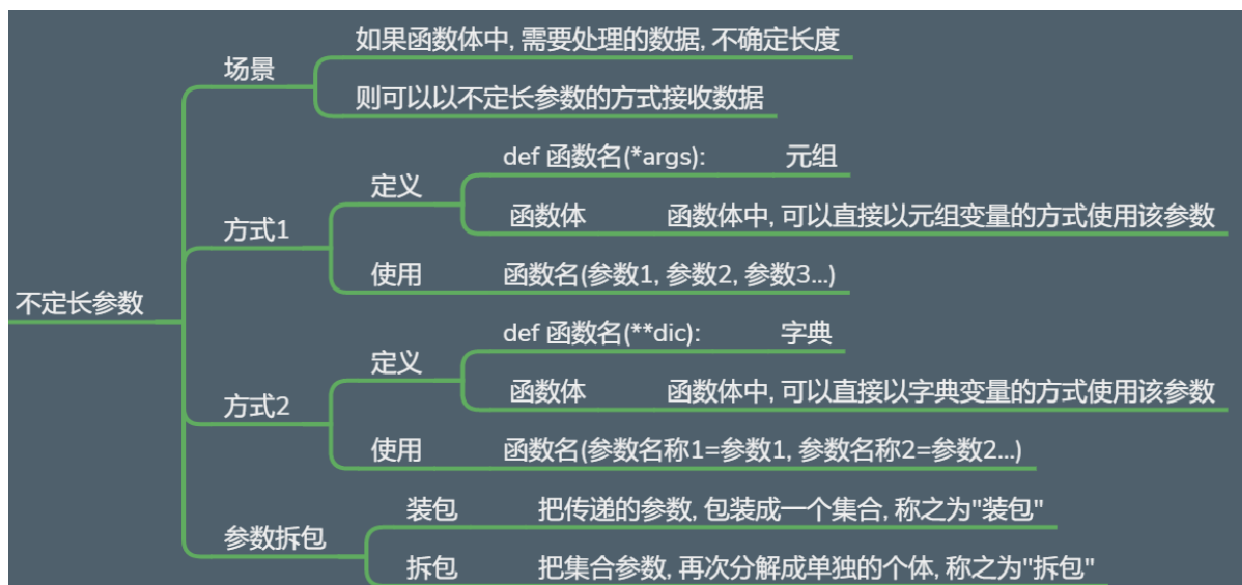 如果函数体中, 需要处理的数据, 不确定长度
场景
则可以以不定长参数的方式接收数据
def 函数名(*args): 元组
定义
函数体 函数体中, 可以直接以元组变量的方式使用该参数
方式1
使用 函数名(参数1, 参数2, 参数3...)
不定长参数
def 函数名(**dic): 字典
定义
函数体 函数体中, 可以直接以字典变量的方式使用该参数
方式2
使用 函数名(参数名称1=参数1, 参数名称2=参数2...)
装包 把传递的参数, 包装成一个集合, 称之为"装包"
参数拆包
拆包 把集合参数, 再次分解成单独的个体, 称之为"拆包"